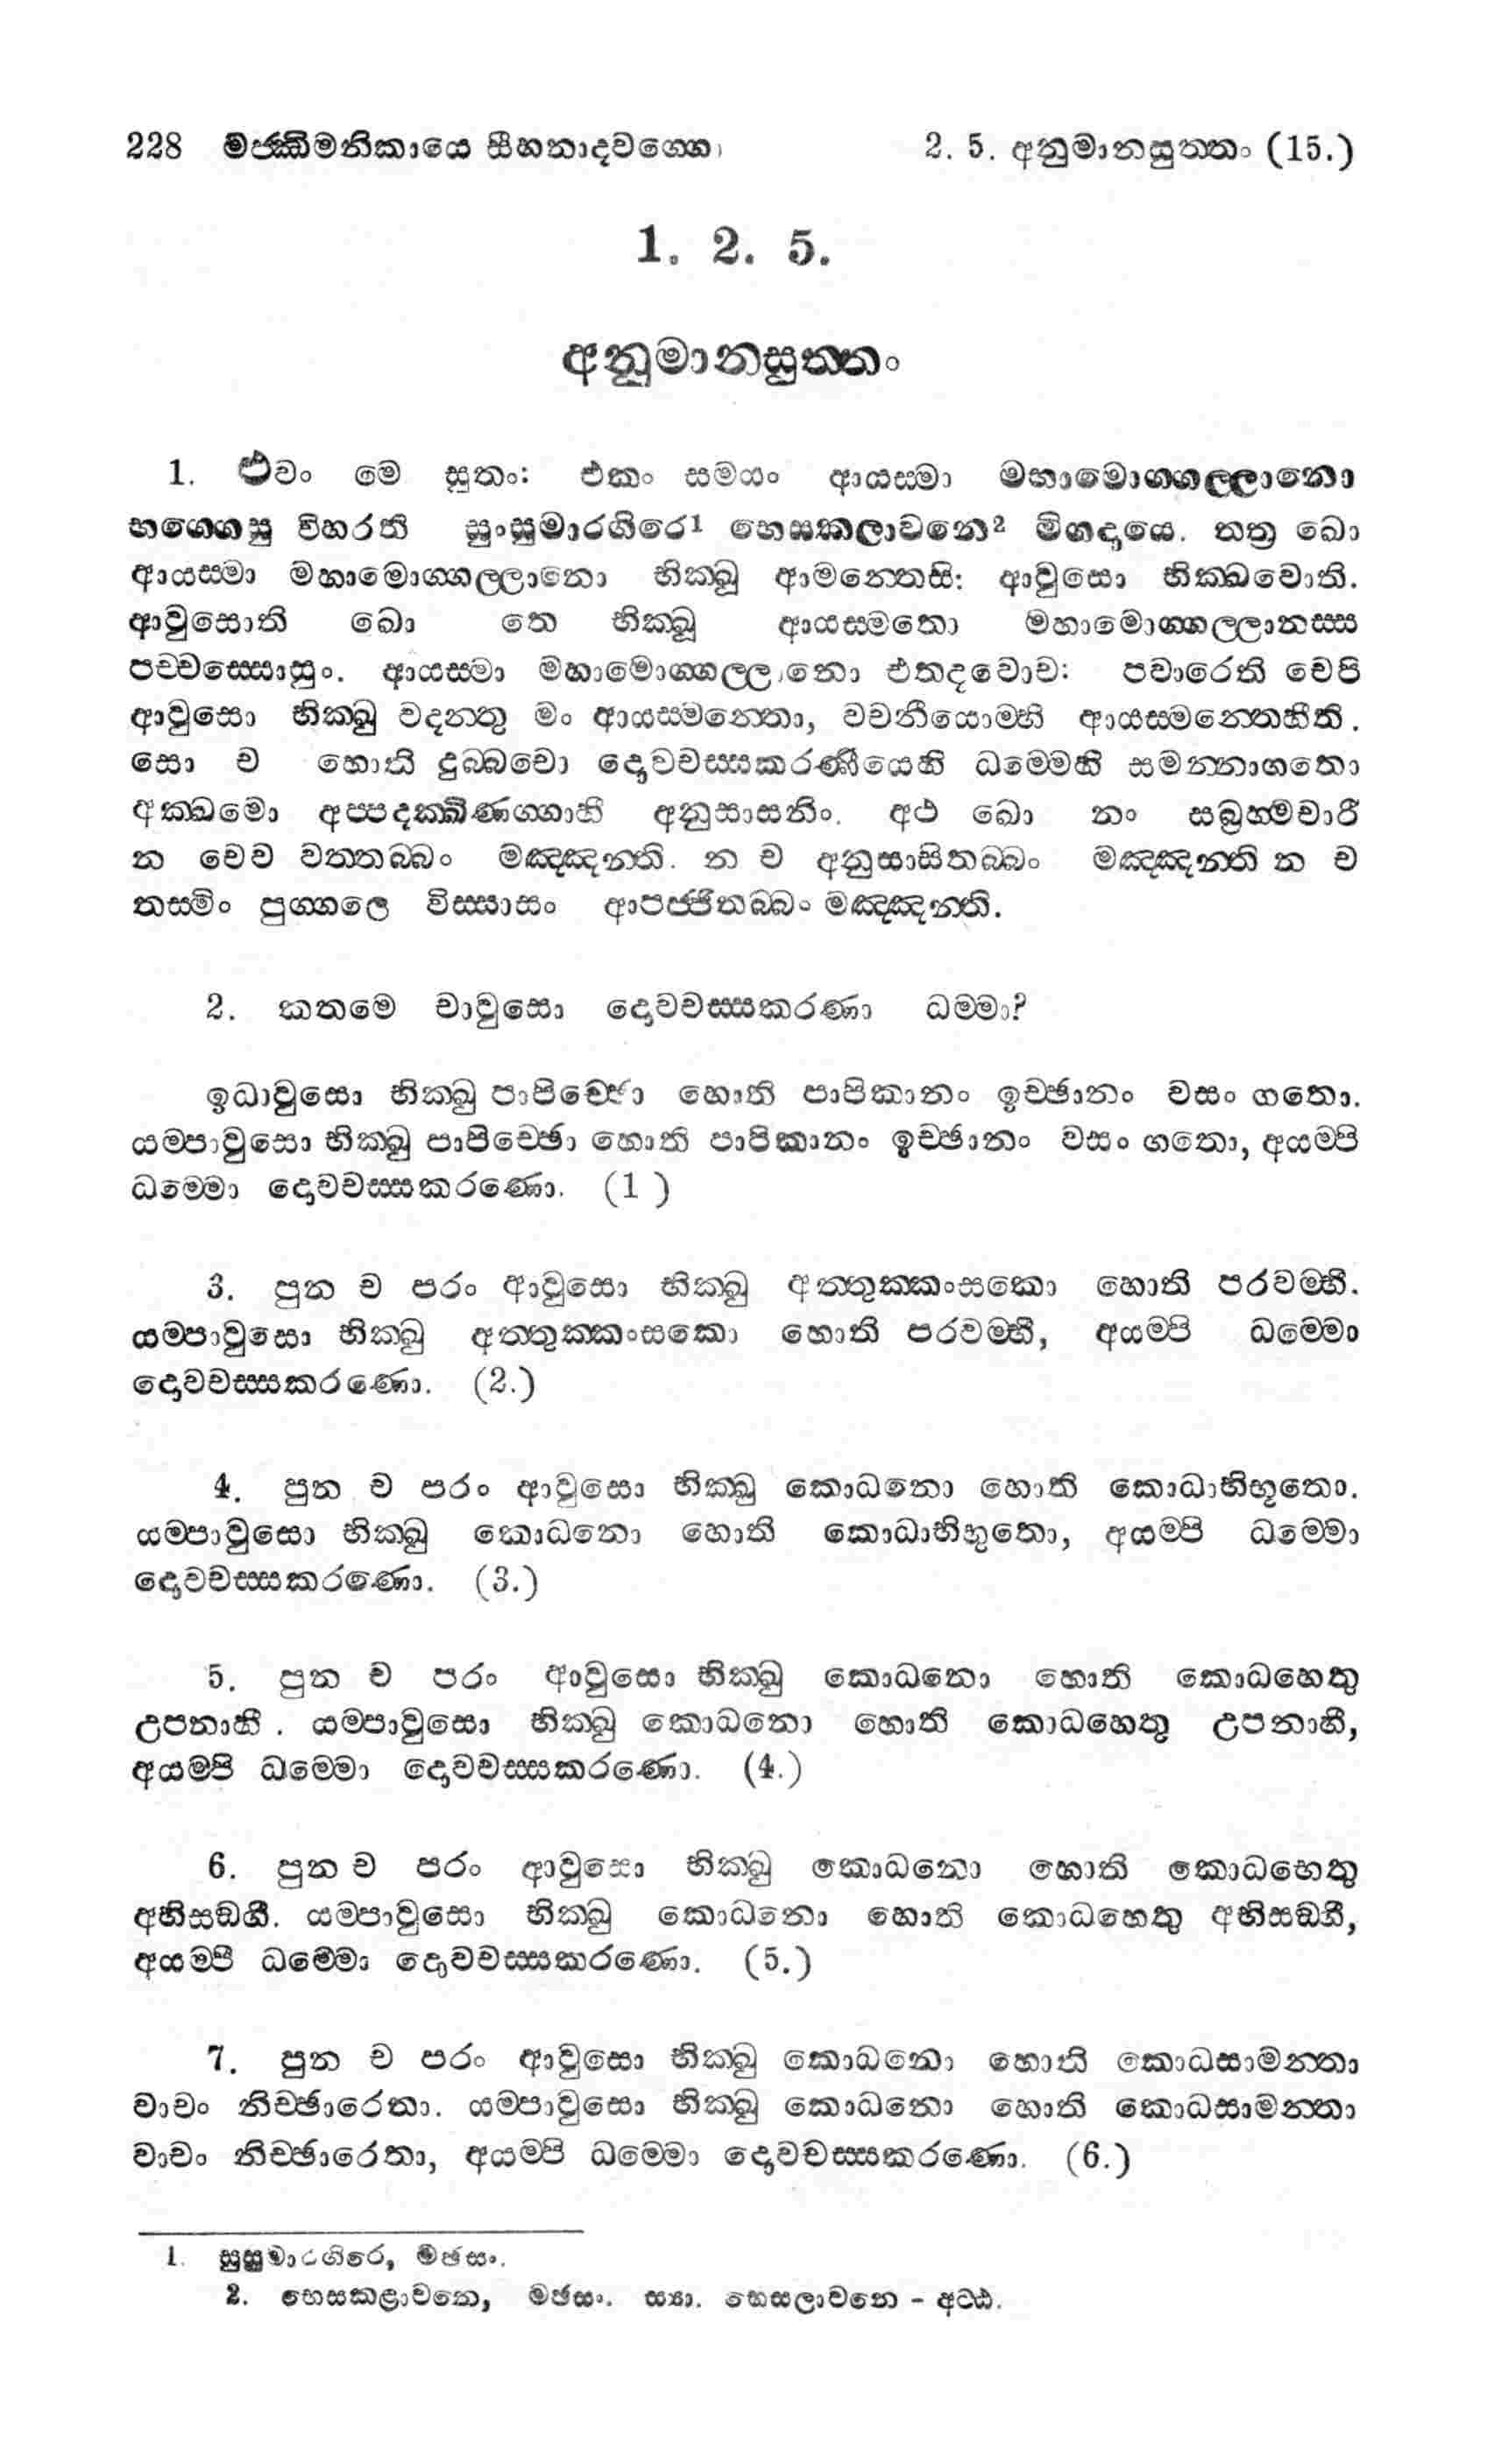 228 මජ්ඣිමනිකායෙ සීහනාදවග්ගො 2. 5. අනුමානසුත්තං (15.)
1. 2. 5.
අනුමානසුත්තං
1. එවං මෙ සුතං: එකං සමයං ආයස්මා මහාමොග්ගල්ලානො
භග්ගෙසු විහරති සුංසුමාරගිරෙ¹ භෙසකලාවනෙ² මිගදායෙ. තත්‍ර ඛො
ආයස්මා මහාමොග්ගල්ලානො භික්ඛූ ආමන්තෙසි: ආවුසො භික්ඛවොති.
ආවුසොති ඛො තෙ භික්ඛූ ආයස්මතො මහාමොග්ගල්ලානස්ස
පච්චස්සොසුං. ආයස්මා මහාමොග්ගල්ලානො එතදවොච: පවාරෙති චෙපි
ආවුසො භික්ඛු වදන්තු මං ආයස්මන්තො, වචනීයොම්හි ආයස්මන්තෙහීති.
සො ච හොති දුබ්බචො දොවචස්සකරණීයෙහි ධම්මෙහි සමන්නාගතො
අක්ඛමො අප්පදක්ඛිණග්ගාහී අනුසාසනිං. අථ ඛො නං සබ්‍රහ්මචාරී
න චෙව වත්තබ්බං මඤ්ඤන්ති. න ච අනුසාසිතබ්බං මඤ්ඤන්ති න ච
තස්මිං පුග්ගලෙ විස්සාසං ආපජ්ජිතබ්බං මඤ්ඤන්ති.
2. කතමෙ චාවුසො දොවචස්සකරණා ධම්මා?
ඉධාවුසො භික්ඛු පාපිච්ඡො හොති පාපිකානං ඉච්ඡානං වසං ගතො.
යම්පාවුසො භික්ඛු පාපිච්ඡො හොති පාපිකානං ඉච්ඡානං වසං ගතො, අයම්පි
ධම්මො දොවචස්සකරණො. (1 )
3. පුන ච පරං ආවුසො භික්ඛු අත්තුක්කංසකො හොති පරවම්භී.
යම්පාවුසො භික්ඛු අත්තුක්කංසකො හොති පරවම්භී, අයම්පි ධම්මො
දොවචස්සකරණො. (2.)
4. පුන ච පරං ආවුසො භික්ඛු කොධනො හොති කොධාභිභූතො.
යම්පාවුසො භික්ඛු කොධනො හොති කොධාභිභූතො, අයම්පි ධම්මො
දොවචස්සකරණො. (3.)
5. පුන ච පරං ආවුසො භික්ඛු කොධනො හොති කොධහෙතු
උපනාහී . යම්පාවුසො භික්ඛු කොධනො හොති කොධහෙතු උපනාහී,
අයම්පි ධම්මො දොවචස්සකරණො. (4.)
6. පුන ච පරං ආවුසො භික්ඛු කොධනො හොති කොධහෙතු
අභිසඞ්ගී. යම්පාවුසො භික්ඛු කොධනො හොති කොධහෙතු අභිසඞ්ගී,
අයම්පි ධම්මො දොවචස්සකරණො. (5.)
7. පුන ච පරං ආවුසො භික්ඛු කොධනො හොති කොධසාමන්තා
වාචං නිච්ඡාරෙතා. යම්පාවුසො භික්ඛු කොධනො හොති කොධසාමන්තා
වාචං නිච්ඡාරෙතා, අයම්පි ධම්මො දොවචස්සකරණො. (6.)
1. සුසුමාරගිරෙ, මඡසං.
2. භෙසකළාවනෙ, මඡසං. ස්‍යා. භෙසලාවනෙ - අට්ඨ.